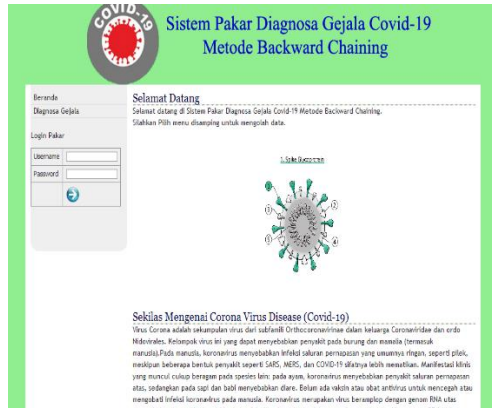 COVID-19
Sistem Pakar Diagnosa Gejala Covid-19
Metode Backward Chaining
Beranda
Diagnosa Gejala
Login Pakar
Username
Password
Selamat Datang
Selamat datang di Sistem Pakar Diagnosa Gejala Covid-19 Metode Backward Chaining.
Silahkan Pilih menu disamping untuk mengolah data.
1. Spike Glycoprotein
Sekilas Mengenai Corona Virus Disease (Covid-19)
Virus Corona adalah sekumpulan virus dari subfamili Orthocoronavirinae dalam keluarga Coronaviridae dan ordo
Nidovirales. Kelompok virus ini yang dapat menyebabkan penyakit pada burung dan mamalia (termasuk
manusia).Pada manusia, koronavirus menyebabkan infeksi saluran pernapasan yang umumnya ringan, seperti pilek,
meskipun beberapa bentuk penyakit seperti SARS, MERS, dan COVID-19 sifatnya lebih mematikan. Manifestasi klinis
yang muncul cukup beragam pada spesies lain: pada ayam, koronavirus menyebabkan penyakit saluran pernapasan
atas, sedangkan pada sapi dan babi menyebabkan diare. Belum ada vaksin atau obat antivirus untuk mencegah atau
mengobati infeksi koronavirus pada manusia. Koronavirus merupakan virus beramplop dengan genom RNA utas